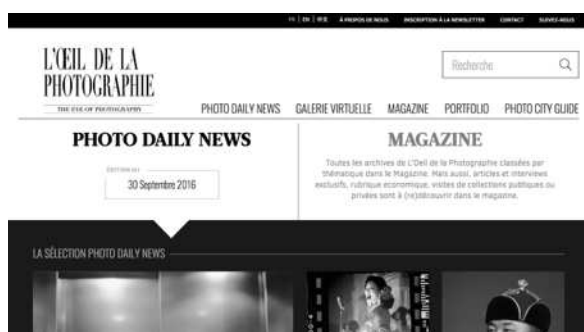 FR | EN | 中文 À PROPOS DE NOUS INSCRIPTION À LA NEWSLETTER CONTACT SUIVEZ-NOUS
L'ŒIL DE LA
PHOTOGRAPHIE
THE EYE OF PHOTOGRAPHY
Recherche
PHOTO DAILY NEWS GALERIE VIRTUELLE MAGAZINE PORTFOLIO PHOTO CITY GUIDE
PHOTO DAILY NEWS
ÉDITION DU
30 Septembre 2016
MAGAZINE
Toutes les archives de L'Oeil de la Photographie classées par
thématique dans le Magazine. Mais aussi, articles et interviews
exclusifs, rubrique économique, visites de collections publiques ou
privées sont à (re)découvrir dans le magazine.
LA SÉLECTION PHOTO DAILY NEWS